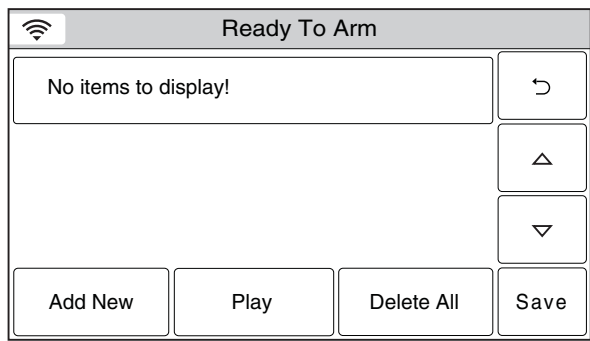 Ready To Arm
No items to display!
Add New
Play
Delete All
Save